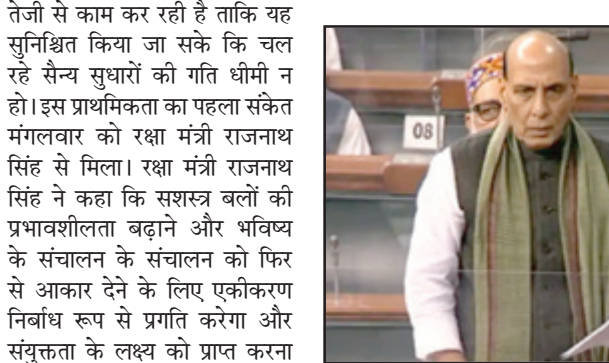 तेजी से काम कर रही है ताकि यह
सुनिश्चित किया जा सके कि चल
रहे सैन्य सुधारों की गति धीमी न
हो। इस प्राथमिकता का पहला संकेत
मंगलवार को रक्षा मंत्री राजनाथ
सिंह से मिला। रक्षा मंत्री राजनाथ
सिंह ने कहा कि सशस्त्र बलों की
प्रभावशीलता बढ़ाने और भविष्य
के संचालन के संचालन को फिर
से आकार देने के लिए एकीकरण
निर्बाध रूप से प्रगति करेगा और
संयुक्तता के लक्ष्य को प्राप्त करना
08